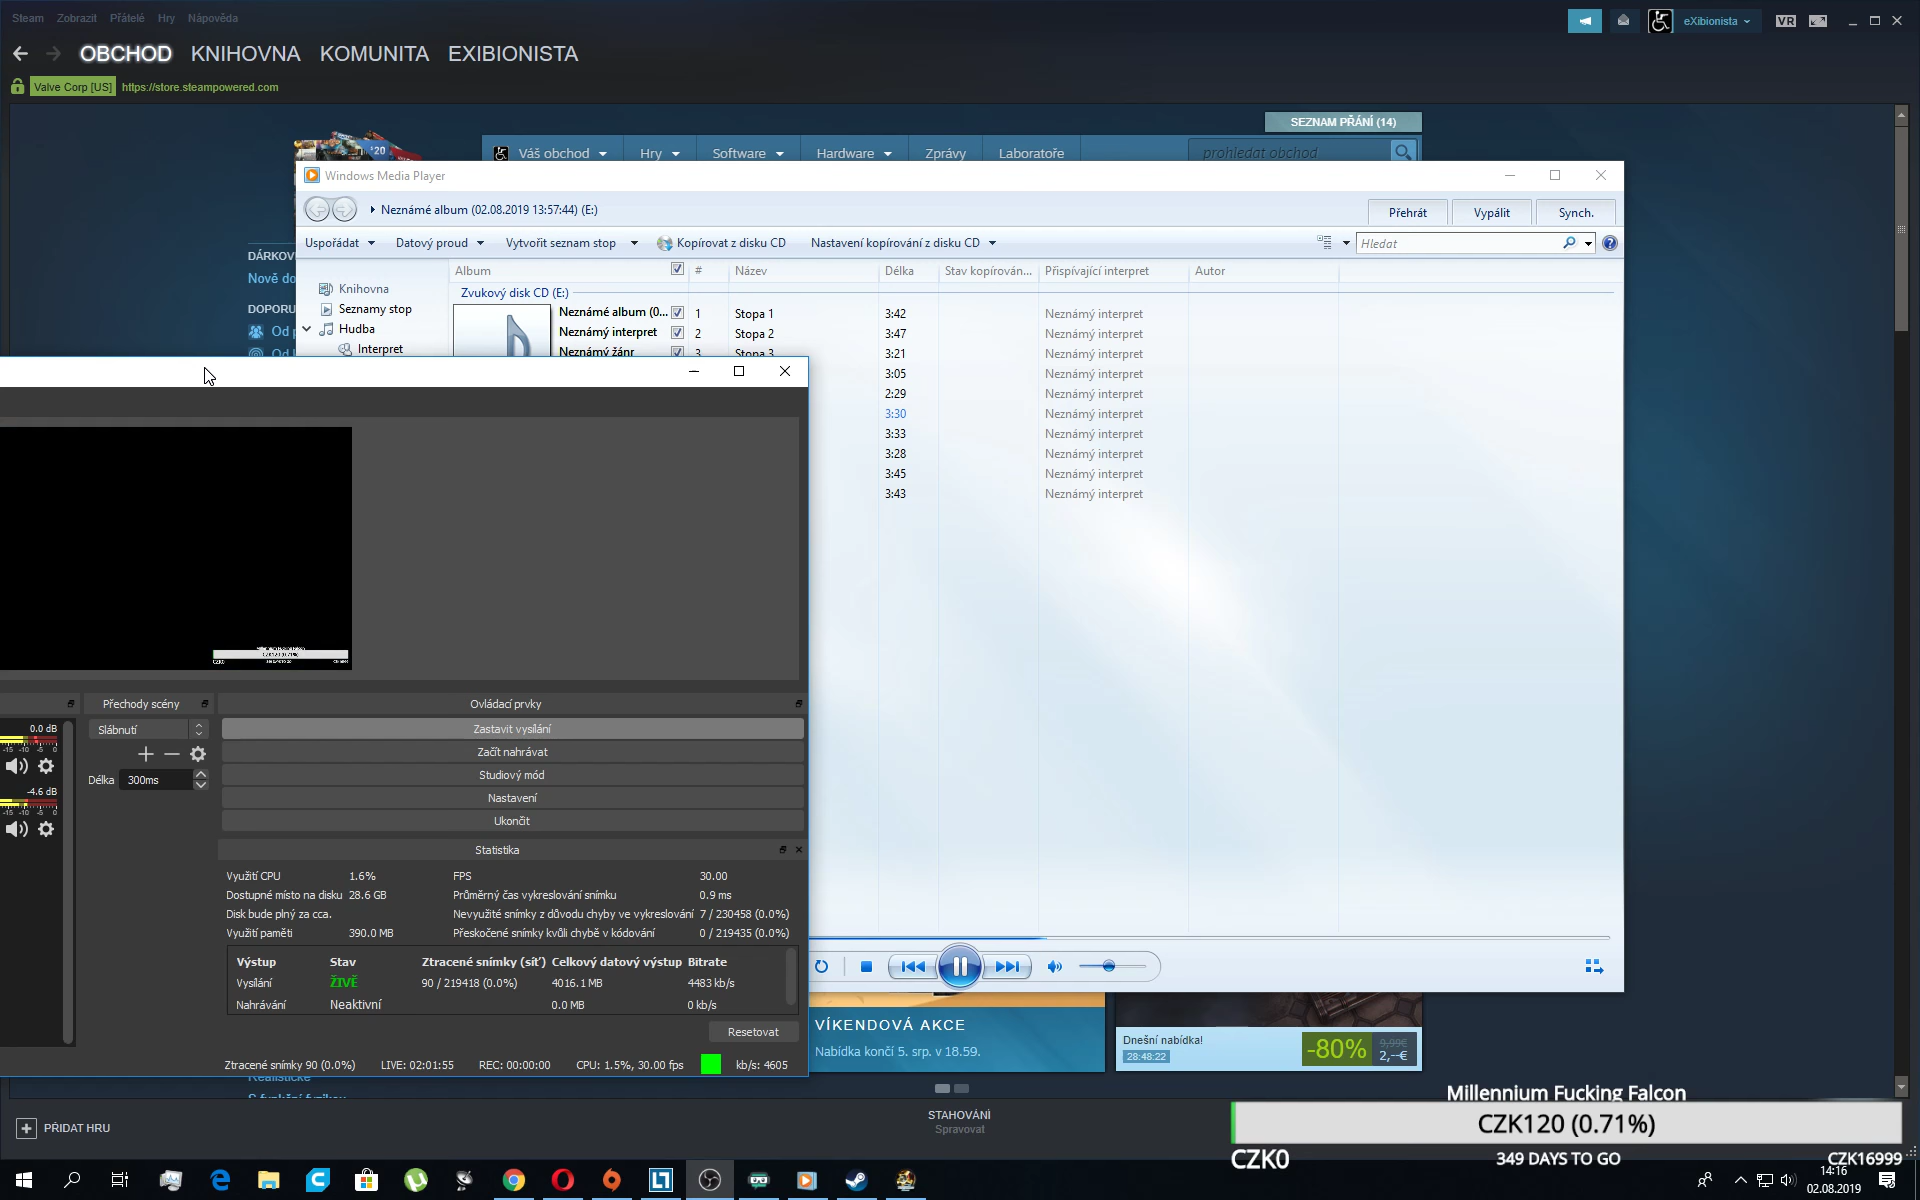 Steam Zobrazit Přátelé Hry Nápověda
eXibionista
VR
OBCHOD KNIHOVNA KOMUNITA EXIBIONISTA
Valve Corp [US] https://store.steampowered.com
SEZNAM PŘÁNÍ (14)
Váš obchod Hry Software Hardware Zprávy Laboratoře prohledat obchod
DÁRKOV
Nově do
DOPORU
Windows Media Player
Neznámé album (02.08.2019 13:57:44) (E:)
Přehrát Vypálit Synch.
Uspořádat Datový proud Vytvořit seznam stop Kopírovat z disku CD Nastavení kopírování z disku CD
Hledat
Album # Název Délka Stav kopírován... Přispívající interpret Autor
Zvukový disk CD (E:)
Knihovna
Seznamy stop
Hudba
Interpret
Neznámé album (0... 1 Stopa 1 3:42 Neznámý interpret
Neznámý interpret 2 Stopa 2 3:47 Neznámý interpret
Neznámý žánr 3 Stopa 3 3:21 Neznámý interpret
3:05 Neznámý interpret
2:29 Neznámý interpret
3:30 Neznámý interpret
3:33 Neznámý interpret
3:28 Neznámý interpret
3:45 Neznámý interpret
3:43 Neznámý interpret
Přechody scény
Ovládací prvky
0.0 dB
-15 -10 -5 0
-4.6 dB
-15 -10 -5 0
Slábnutí
Délka 300ms
Zastavit vysílání
Začít nahrávat
Studiový mód
Nastavení
Ukončit
Statistika
Využití CPU 1.6% FPS 30.00
Dostupné místo na disku 28.6 GB Průměrný čas vykreslování snímku 0.9 ms
Disk bude plný za cca. Nevyužité snímky z důvodu chyby ve vykreslování 7 / 230458 (0.0%)
Využití paměti 390.0 MB Přeskočené snímky kvůli chybě v kódování 0 / 219435 (0.0%)
Výstup Stav Ztracené snímky (síť) Celkový datový výstup Bitrate
Vysílání ŽIVĚ 90 / 219418 (0.0%) 4016.1 MB 4483 kb/s
Nahrávání Neaktivní 0.0 MB 0 kb/s
Resetovat
Ztracené snímky 90 (0.0%) LIVE: 02:01:55 REC: 00:00:00 CPU: 1.5%, 30.00 fps kb/s: 4605
VÍKENDOVÁ AKCE
Nabídka končí 5. srp. v 18.59.
Dnešní nabídka!
28:48:22
-80% 9,99€ 2,--€
PŘIDAT HRU
STAHOVÁNÍ
Spravovat
Millennium Fucking Falcon
CZK120 (0.71%)
CZK0 349 DAYS TO GO CZK16999
14:16
02.08.2019